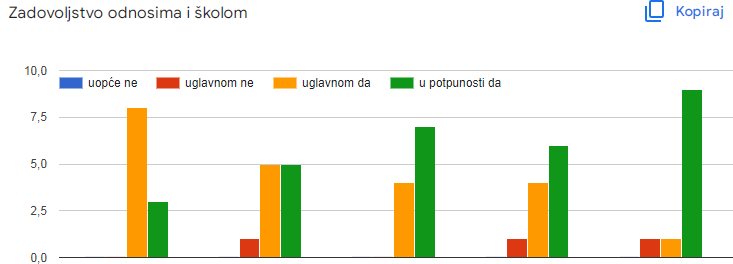 Zadovoljstvo odnosima i školom
Kopiraj
10,0
uopće ne uglavnom ne uglavnom da u potpunosti da
7,5
5,0
2,5
0,0